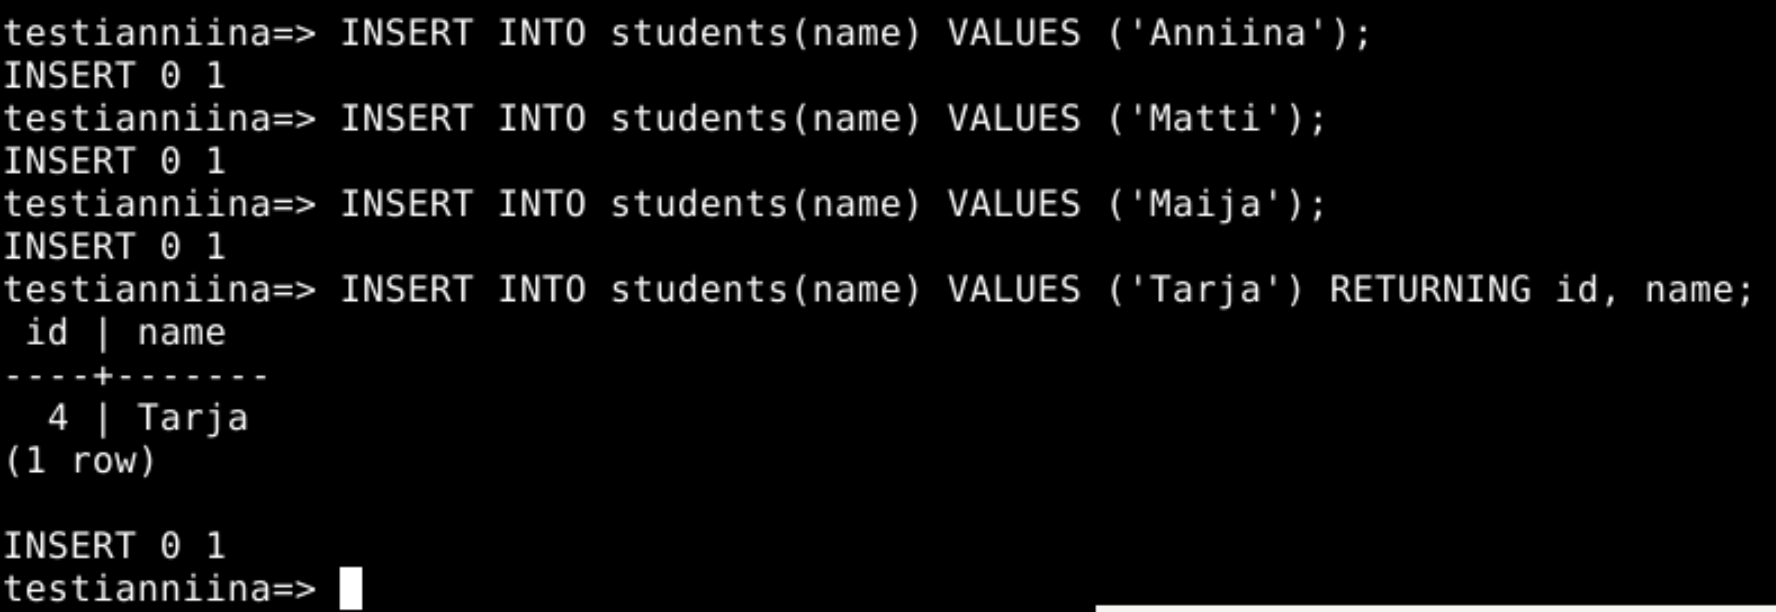 testianniina=> INSERT INTO students(name) VALUES ('Anniina');
INSERT 0 1
testianniina=> INSERT INTO students(name) VALUES ('Matti');
INSERT 0 1
testianniina=> INSERT INTO students(name) VALUES ('Maija');
INSERT 0 1
testianniina=> INSERT INTO students(name) VALUES ('Tarja') RETURNING id, name;
 id | name
----+-------
  4 | Tarja
(1 row)

INSERT 0 1
testianniina=>